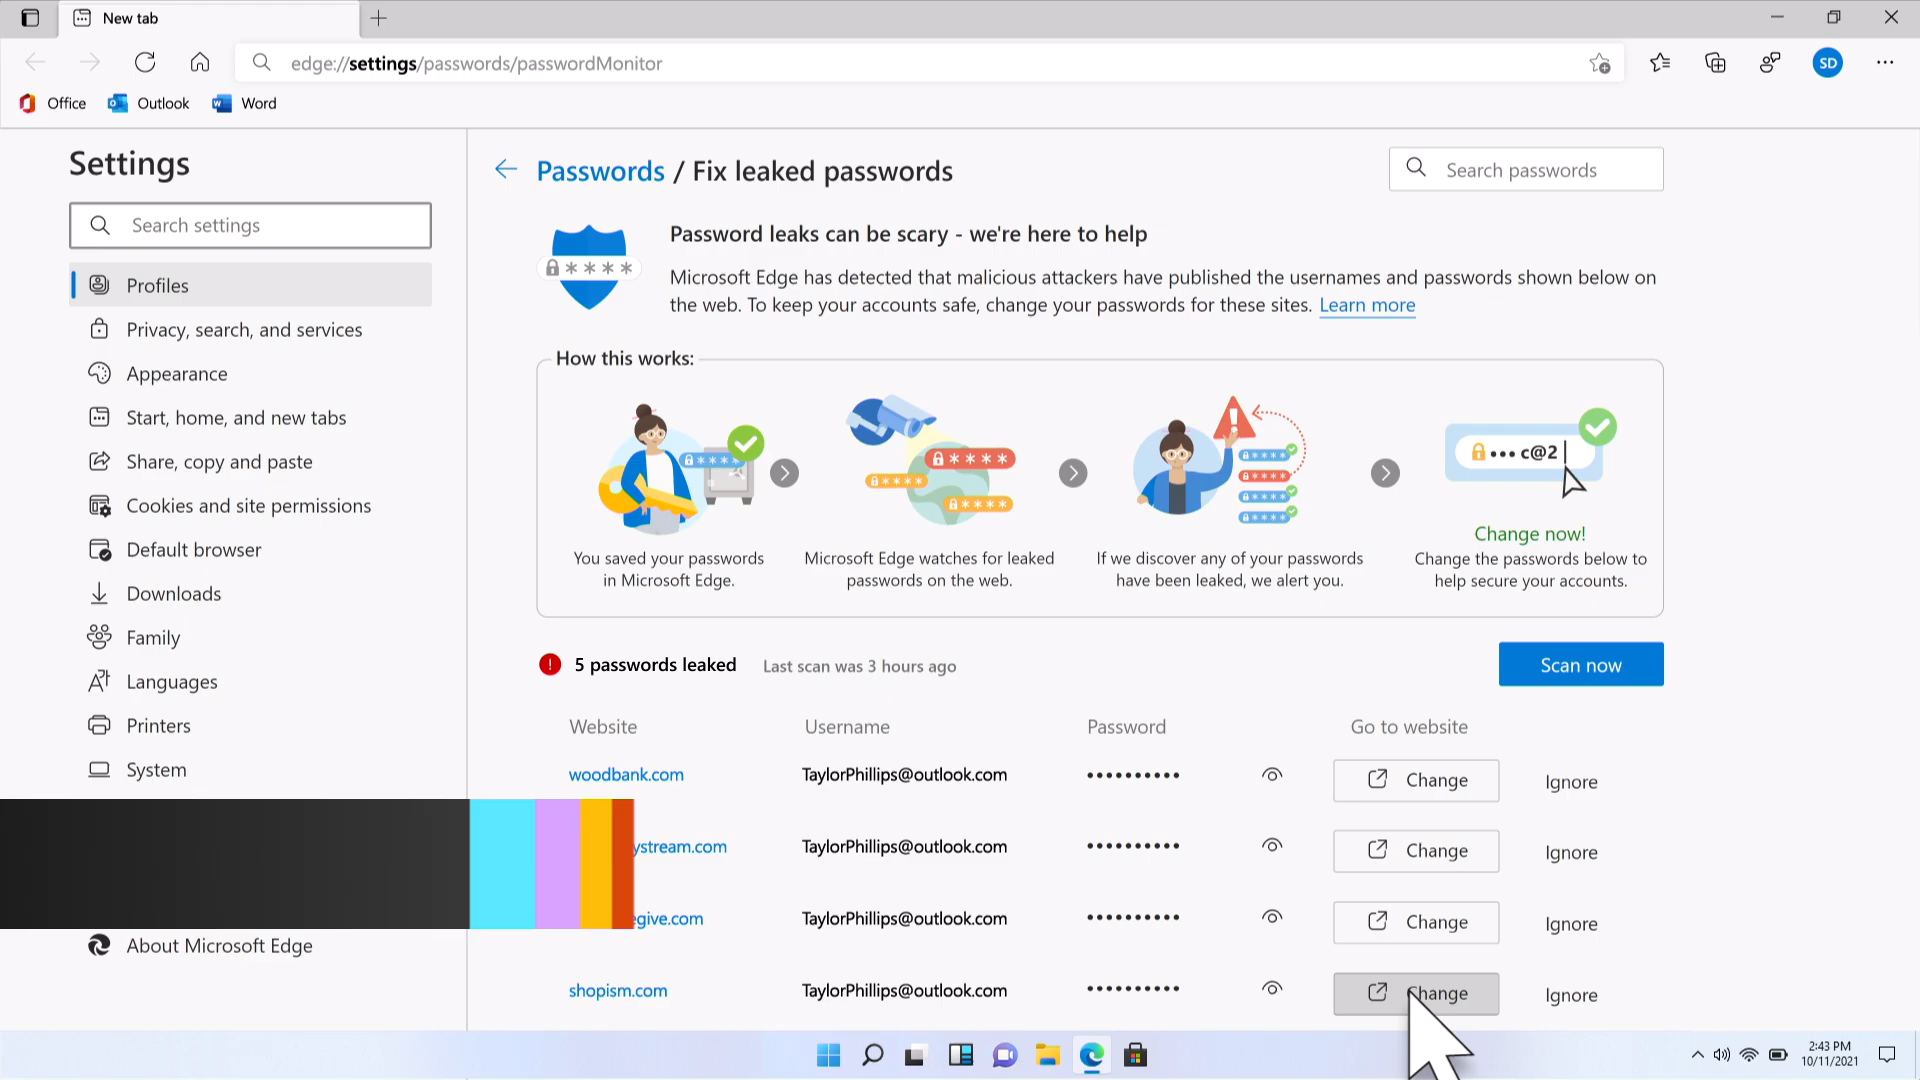 New tab
edge://settings/passwords/passwordMonitor
SD
Office
Outlook
Word
Settings
Search settings
Profiles
Privacy, search, and services
Appearance
Start, home, and new tabs
Share, copy and paste
Cookies and site permissions
Default browser
Downloads
Family
Languages
Printers
System
About Microsoft Edge
Passwords / Fix leaked passwords
Search passwords
Password leaks can be scary - we're here to help
Microsoft Edge has detected that malicious attackers have published the usernames and passwords shown below on
the web. To keep your accounts safe, change your passwords for these sites. Learn more
How this works:
c@2
You saved your passwords
in Microsoft Edge.
Microsoft Edge watches for leaked
passwords on the web.
If we discover any of your passwords
have been leaked, we alert you.
Change now!
Change the passwords below to
help secure your accounts.
5 passwords leaked
Last scan was 3 hours ago
Scan now
Website Username Password Go to website
woodbank.com TaylorPhillips@outlook.com •••••••••• Change Ignore
ystream.com TaylorPhillips@outlook.com •••••••••• Change Ignore
egive.com TaylorPhillips@outlook.com •••••••••• Change Ignore
shopism.com TaylorPhillips@outlook.com •••••••••• Change Ignore
2:43 PM
10/11/2021